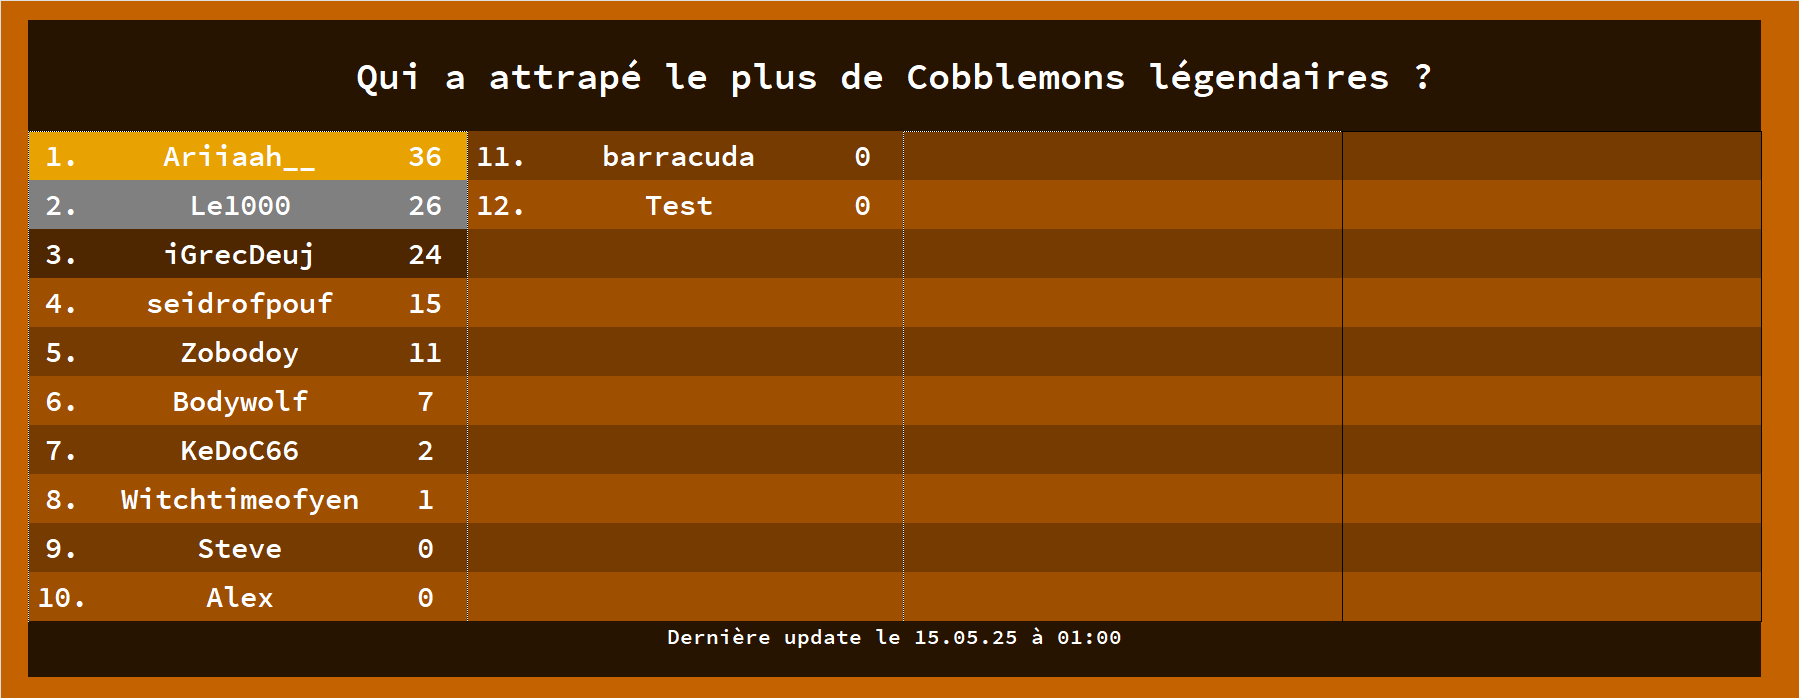 Qui a attrapé le plus de Cobblemons légendaires ?
1. Ariiaah__ 36
2. Le1000 26
3. iGrecDeuj 24
4. seidrofpouf 15
5. Zobodoy 11
6. Bodywolf 7
7. KeDoC66 2
8. Witchtimeofyen 1
9. Steve 0
10. Alex 0
11. barracuda 0
12. Test 0
Dernière update le 15.05.25 à 01:00